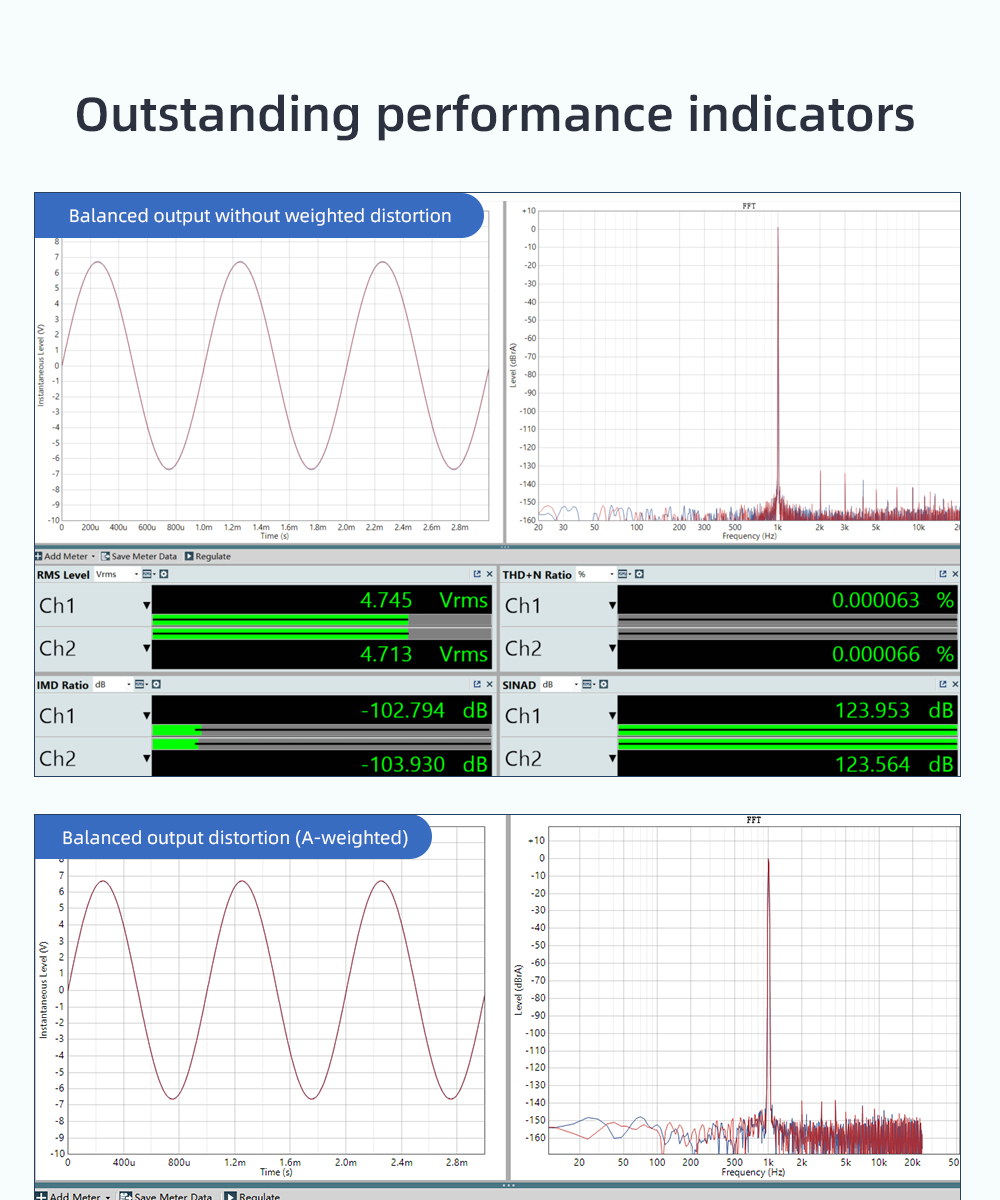 Outstanding performance indicators
Balanced output without weighted distortion
8
7
6
5
4
3
2
1
0
-1
-2
-3
-4
-5
-6
-7
-8
-9
-10
Instantaneous Level (V)
0 200u 400u 600u 800u 1.0m 1.2m 1.4m 1.6m 1.8m 2.0m 2.2m 2.4m 2.6m 2.8m
Time (s)
FFT
+10
0
-10
-20
-30
-40
-50
-60
-70
-80
-90
-100
-110
-120
-130
-140
-150
-160
Level (dBrA)
20 30 50 100 200 300 500 1k 2k 3k 5k 10k 20
Frequency (Hz)
Add Meter Save Meter Data Regulate
RMS Level Vrms
Ch1 4.745 Vrms
Ch2 4.713 Vrms
THD+N Ratio %
Ch1 0.000063 %
Ch2 0.000066 %
IMD Ratio dB
Ch1 -102.794 dB
Ch2 -103.930 dB
SINAD dB
Ch1 123.953 dB
Ch2 123.564 dB
Balanced output distortion (A-weighted)
8
7
6
5
4
3
2
1
0
-1
-2
-3
-4
-5
-6
-7
-8
-9
-10
Instantaneous Level (V)
0 400u 800u 1.2m 1.6m 2.0m 2.4m 2.8m
Time (s)
FFT
+10
0
-10
-20
-30
-40
-50
-60
-70
-80
-90
-100
-110
-120
-130
-140
-150
-160
Level (dBrA)
20 50 100 200 500 1k 2k 5k 10k 20k 50
Frequency (Hz)
Add Meter Save Meter Data Regulate